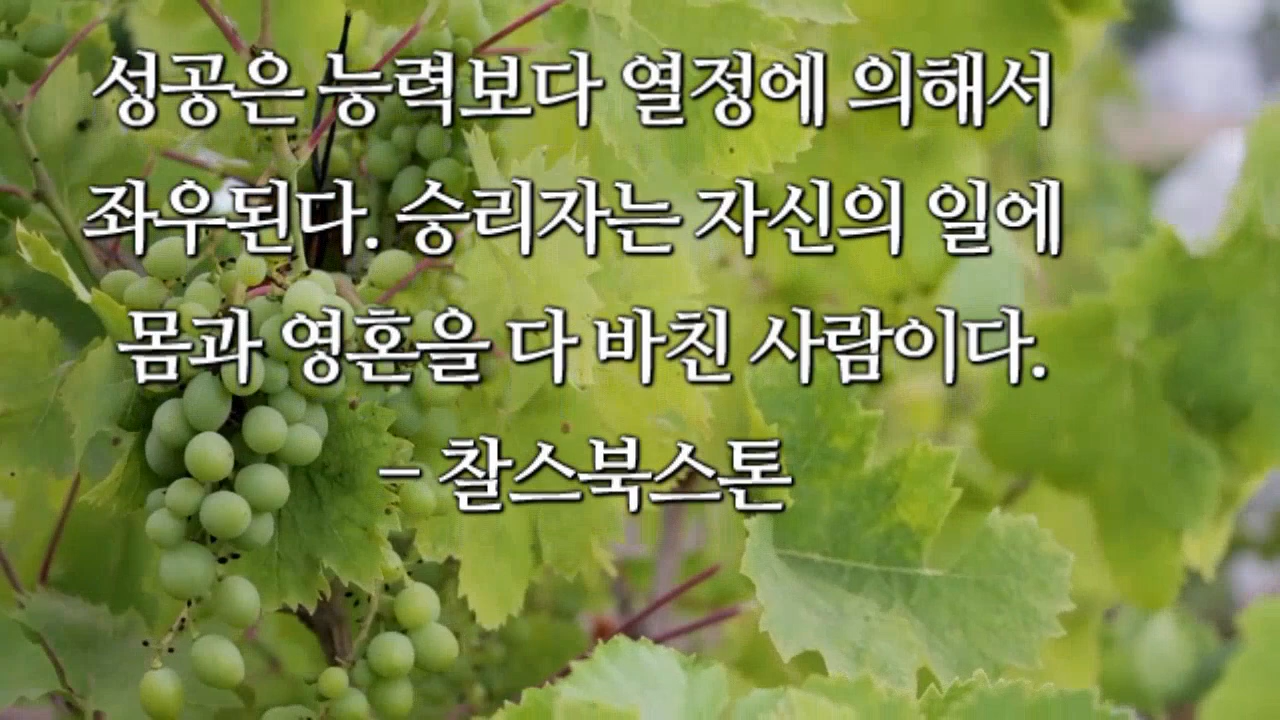 성공은 능력보다 열정에 의해서
좌우된다. 승리자는 자신의 일에
몸과 영혼을 다 바친 사람이다.
- 찰스북스톤